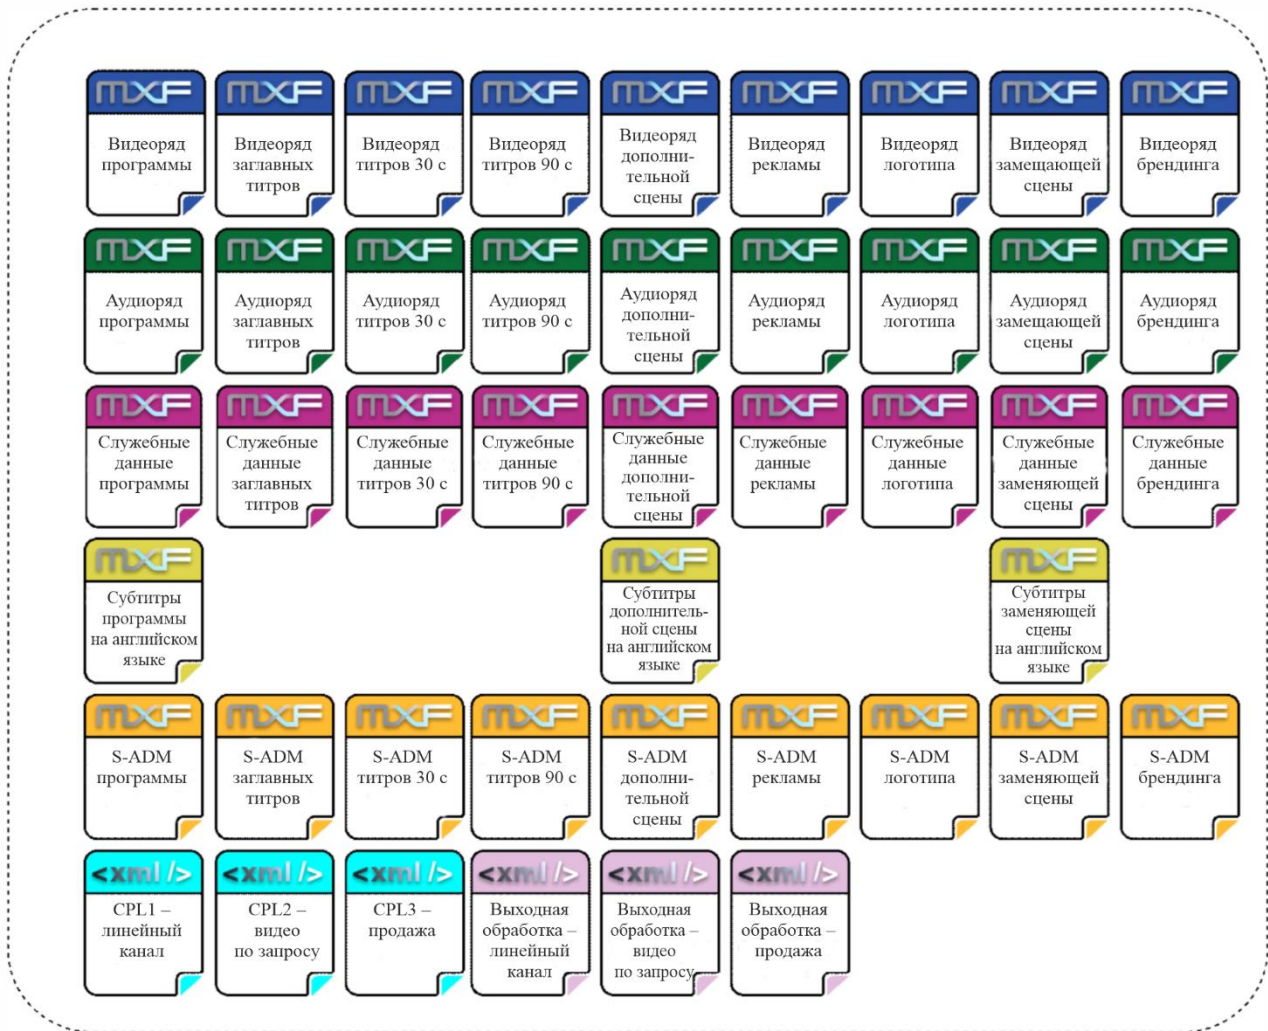 MXF
Видеоряд
программы
MXF
Видеоряд
заглавных
титров
MXF
Видеоряд
титров 30 с
MXF
Видеоряд
титров 90 с
MXF
Видеоряд
дополни-
тельной
сцены
MXF
Видеоряд
рекламы
MXF
Видеоряд
логотипа
MXF
Видеоряд
замещающей
сцены
MXF
Видеоряд
брендинга
MXF
Аудиоряд
программы
MXF
Аудиоряд
заглавных
титров
MXF
Аудиоряд
титров 30 с
MXF
Аудиоряд
титров 90 с
MXF
Аудиоряд
дополни-
тельной
сцены
MXF
Аудиоряд
рекламы
MXF
Аудиоряд
логотипа
MXF
Аудиоряд
замещающей
сцены
MXF
Аудиоряд
брендинга
MXF
Служебные
данные
программы
MXF
Служебные
данные
заглавных
титров
MXF
Служебные
данные
титров 30 с
MXF
Служебные
данные
титров 90 с
MXF
Служебные
данные
дополни-
тельной
сцены
MXF
Служебные
данные
рекламы
MXF
Служебные
данные
логотипа
MXF
Служебные
данные
заменяющей
сцены
MXF
Служебные
данные
брендинга
MXF
Субтитры
программы
на английском
языке
MXF
Субтитры
дополнитель-
ной сцены
на английском
языке
MXF
Субтитры
заменяющей
сцены
на английском
языке
MXF
S-ADM
программы
MXF
S-ADM
заглавных
титров
MXF
S-ADM
титров 30 с
MXF
S-ADM
титров 90 с
MXF
S-ADM
дополни-
тельной
сцены
MXF
S-ADM
рекламы
MXF
S-ADM
логотипа
MXF
S-ADM
заменяющей
сцены
MXF
S-ADM
брендинга
<xml />
CPL1 –
линейный
канал
<xml />
CPL2 –
видео
по запросу
<xml />
CPL3 –
продажа
<xml />
Выходная
обработка –
линейный
канал
<xml />
Выходная
обработка –
видео
по запросу
<xml />
Выходная
обработка –
продажа